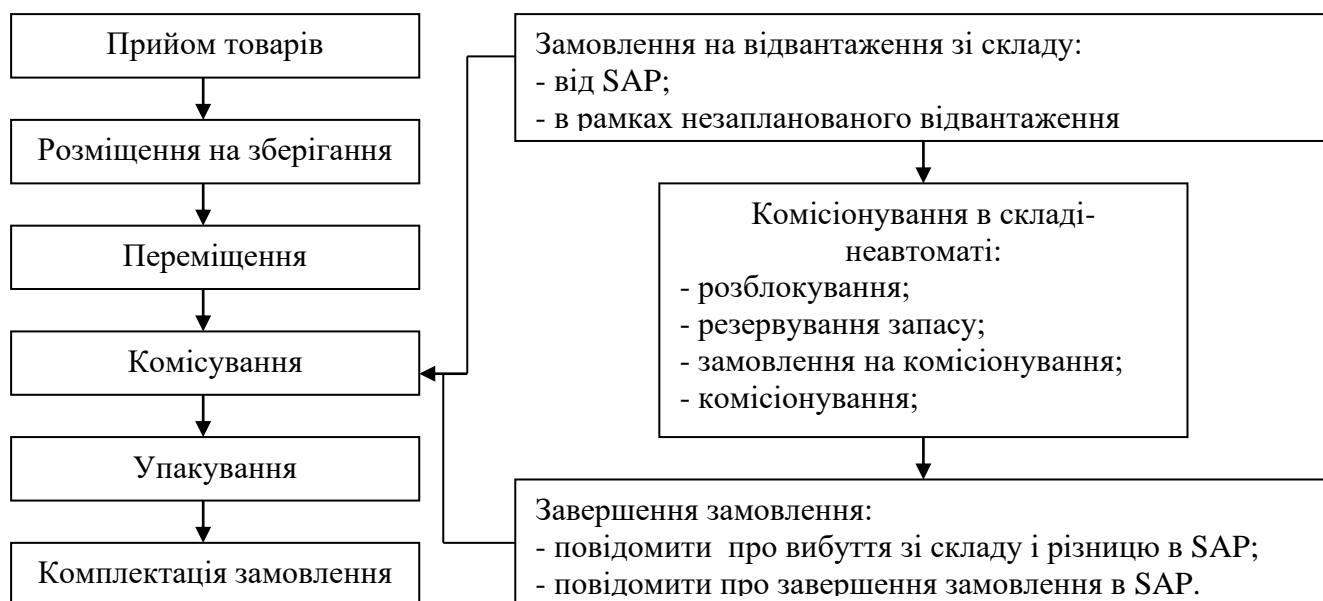 Прийом товарів
Розміщення на зберігання
Переміщення
Комісування
Упакування
Комплектація замовлення
Замовлення на відвантаження зі складу:
- від SAP;
- в рамках незапланованого відвантаження
Комісіонування в складі-
неавтоматі:
- розблокування;
- резервування запасу;
- замовлення на комісіонування;
- комісіонування;
Завершення замовлення:
- повідомити про вибуття зі складу і різницю в SAP;
- повідомити про завершення замовлення в SAP.